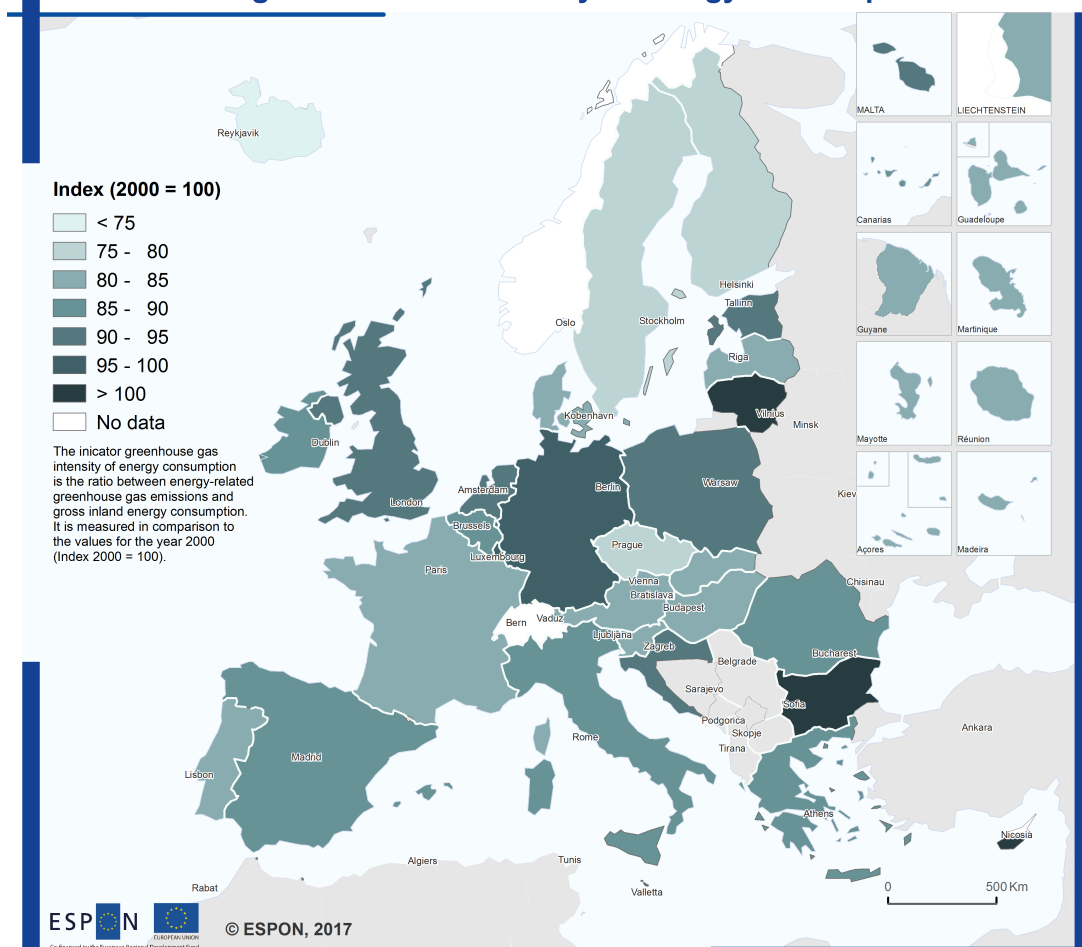 MALTA
LIECHTENSTEIN
Reykjavik
Canarias
Guadeloupe
Index (2000 = 100)
< 75
75 - 80
80 - 85
85 - 90
90 - 95
95 - 100
> 100
No data
The inicator greenhouse gas
intensity of energy consumption
is the ratio between energy-related
greenhouse gas emissions and
gross inland energy consumption.
It is measured in comparison to
the values for the year 2000
(Index 2000 = 100).
Helsinki
Tallinn
Oslo
Stockholm
Guyane
Martinique
Riga
København
Vilnius
Minsk
Dublin
Mayotte
Réunion
Amsterdam
Berlin
Warsaw
London
Kiev
Brussels
Prague
Luxembourg
Açores
Madeira
Paris
Vienna
Chisinau
Bratislava
Budapest
Bern
Vaduz
Ljubljana
Zagreb
Bucharest
Belgrade
Sarajevo
Sofia
Podgorica
Skopje
Ankara
Rome
Tirana
Madrid
Lisbon
Athens
Nicosia
Algiers
Tunis
Rabat
Valletta
0 500 Km
ESPON
EUROPEAN UNION
© ESPON, 2017